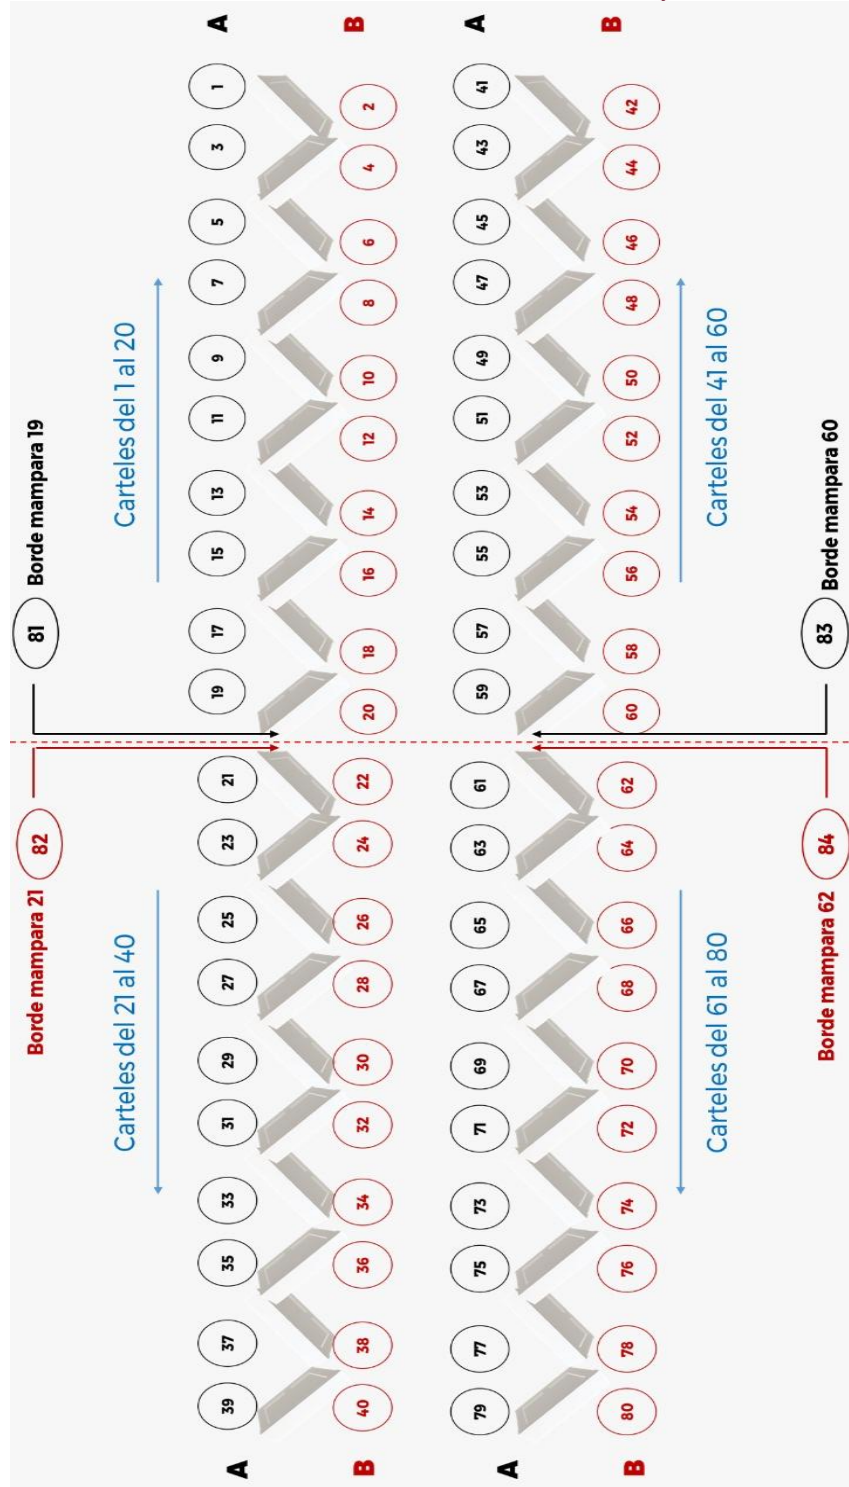 Borde mampara 21 82 81 Borde mampara 19
Carteles del 21 al 40 Carteles del 1 al 20
A 39 37 35 33 31 29 27 25 23 21 19 17 15 13 11 9 7 5 3 1 A
B 40 38 36 34 32 30 28 26 24 22 20 18 16 14 12 10 8 6 4 2 B
A 79 77 75 73 71 69 67 65 63 61 59 57 55 53 51 49 47 45 43 41 A
B 80 78 76 74 72 70 68 66 64 62 60 58 56 54 52 50 48 46 44 42 B
Carteles del 61 al 80 Carteles del 41 al 60
Borde mampara 62 84 83 Borde mampara 60